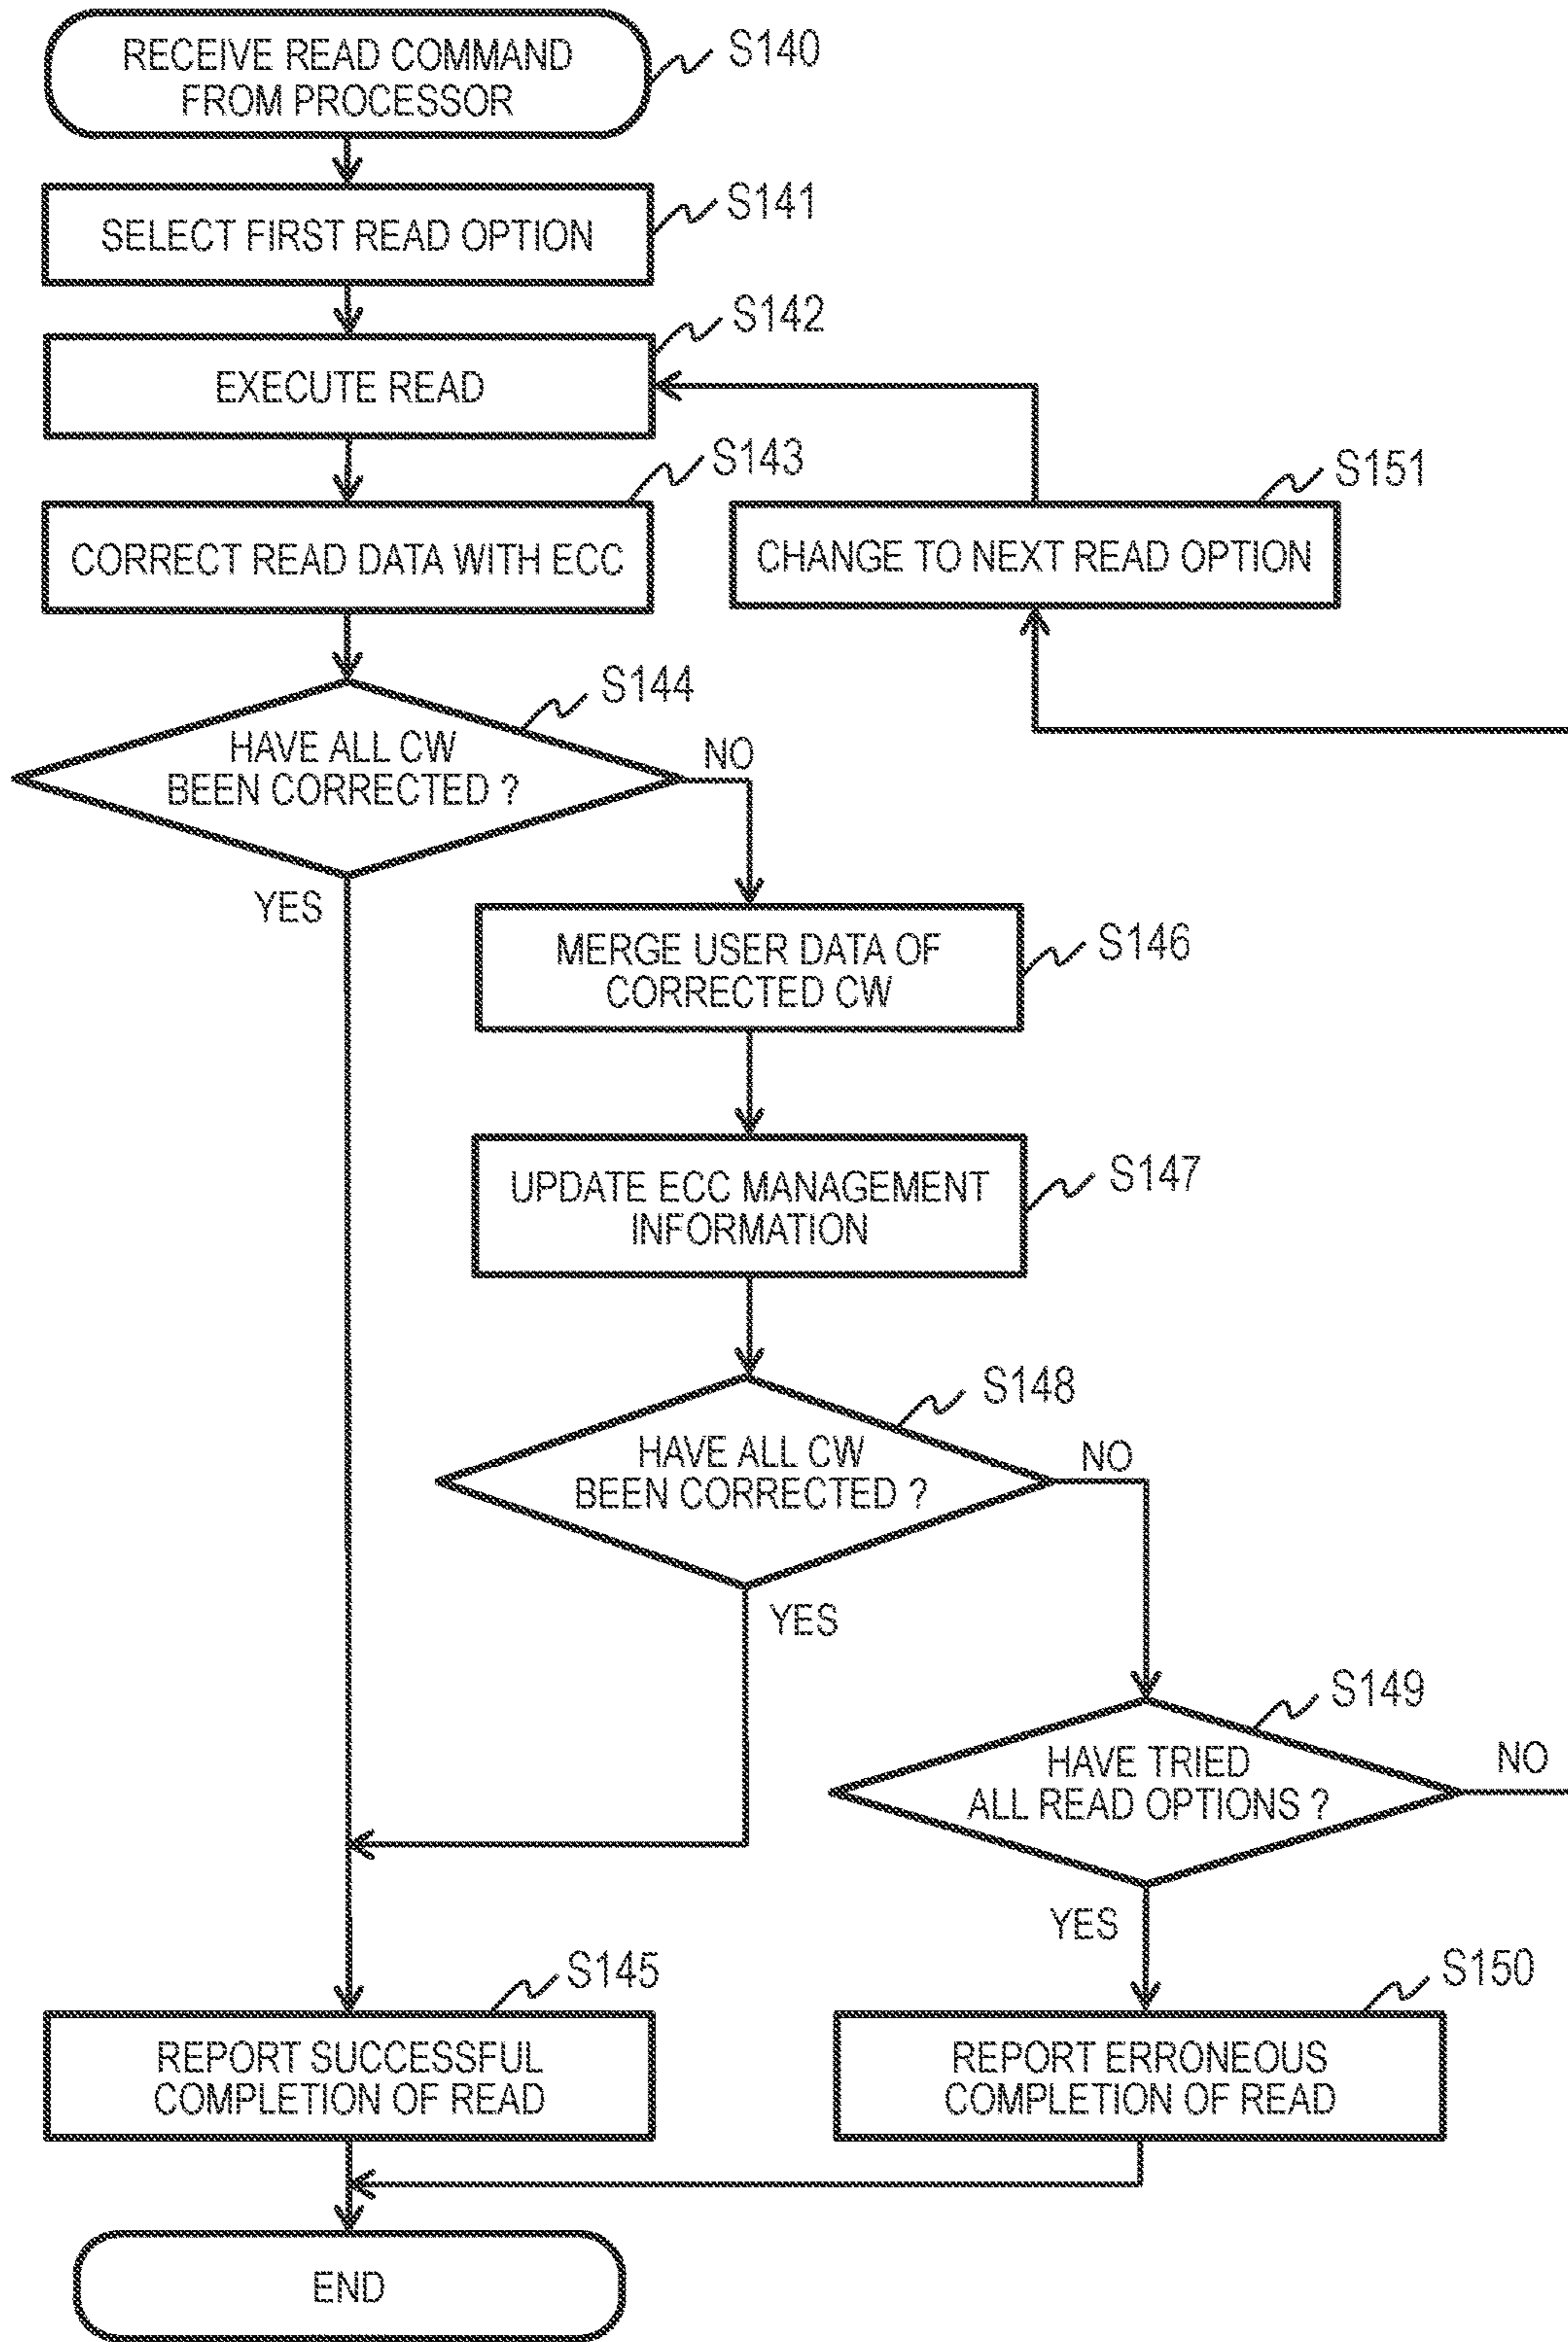 RECEIVE READ COMMAND
FROM PROCESSOR
S140
SELECT FIRST READ OPTION
S141
EXECUTE READ
S142
CORRECT READ DATA WITH ECC
S143
CHANGE TO NEXT READ OPTION
S151
HAVE ALL CW
BEEN CORRECTED ?
S144
NO
YES
MERGE USER DATA OF
CORRECTED CW
S146
UPDATE ECC MANAGEMENT
INFORMATION
S147
HAVE ALL CW
BEEN CORRECTED ?
S148
NO
YES
HAVE TRIED
ALL READ OPTIONS ?
S149
NO
YES
REPORT SUCCESSFUL
COMPLETION OF READ
S145
REPORT ERRONEOUS
COMPLETION OF READ
S150
END